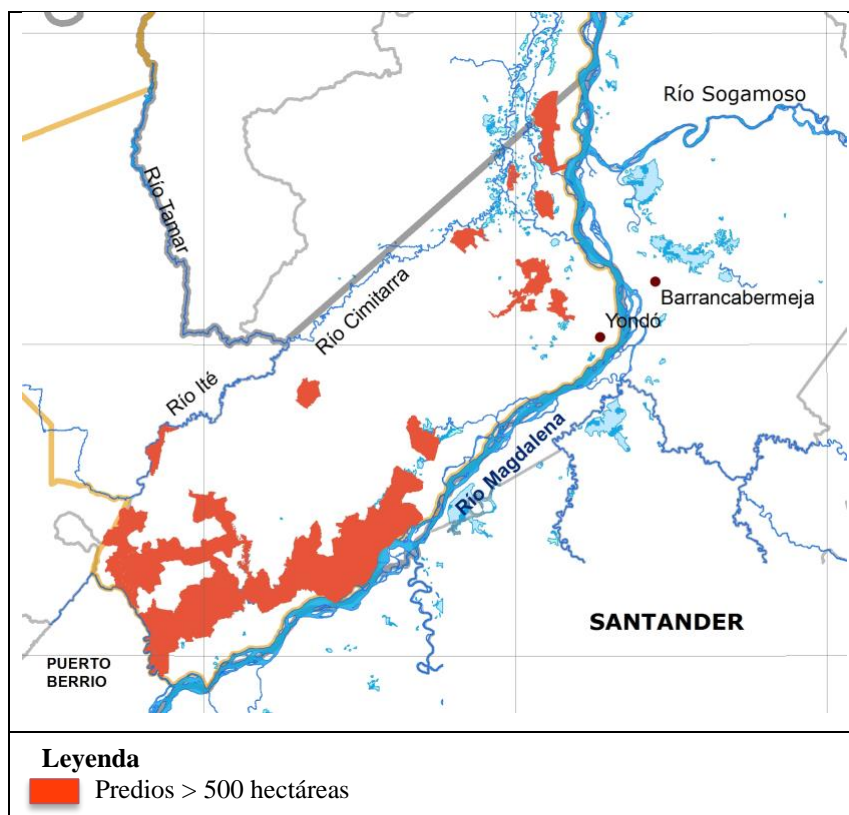 Río Sogamoso
Río Tamar
Río Cimitarra
Barrancabermeja
Yondó
Río Ité
Río Magdalena
SANTANDER
PUERTO
BERRIO
Leyenda
Predios > 500 hectáreas